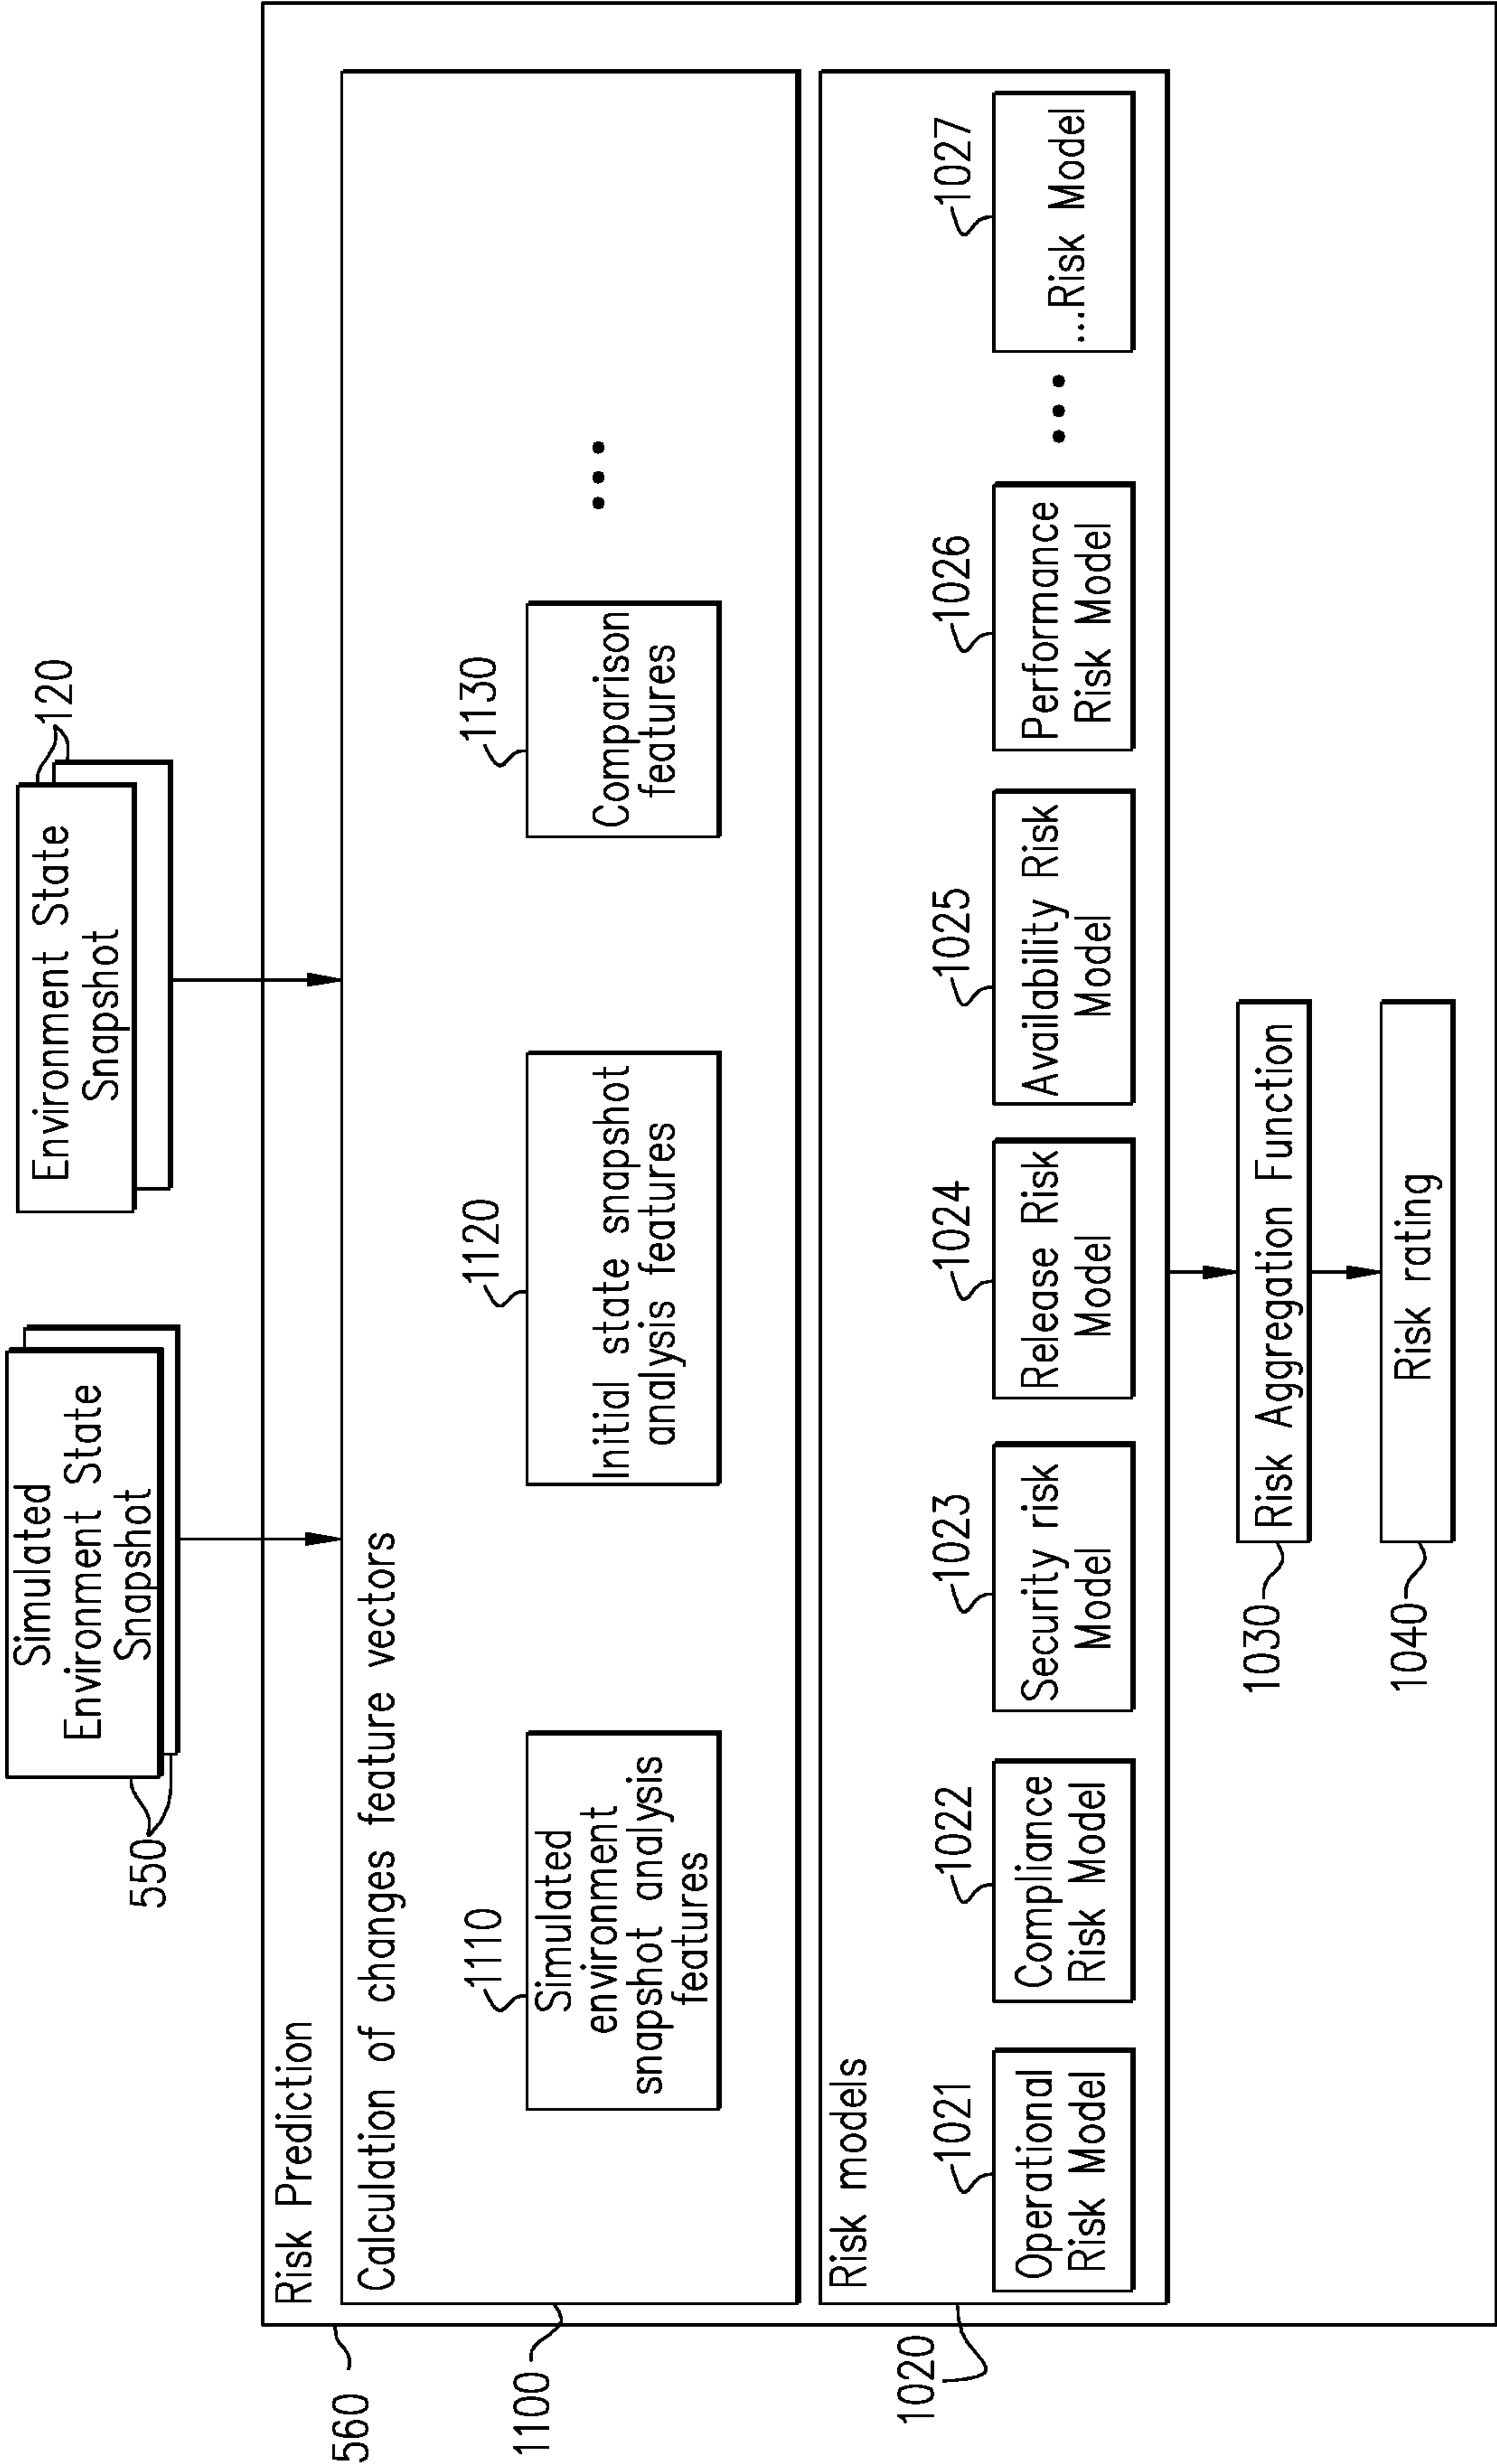 Simulated
Environment State
Snapshot
550
Environment State
Snapshot
120
560
Risk Prediction
1100
Calculation of changes feature vectors
1110
Simulated
environment
snapshot analysis
features
1120
Initial state snapshot
analysis features
1130
Comparison
features
...
1020
Risk models
1021
Operational
Risk Model
1022
Compliance
Risk Model
1023
Security risk
Model
1024
Release Risk
Model
1025
Availability Risk
Model
1026
Performance
Risk Model
...
1027
...Risk Model
1030
Risk Aggregation Function
1040
Risk rating